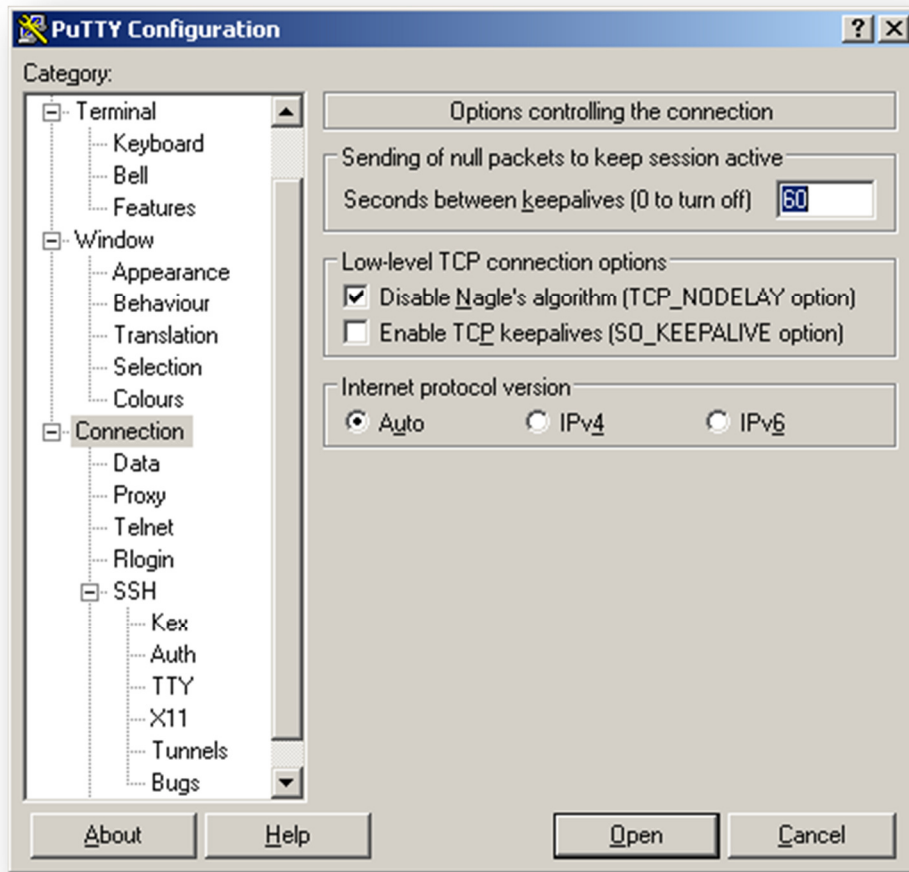 PuTTY Configuration
Category:
Terminal
Keyboard
Bell
Features
Window
Appearance
Behaviour
Translation
Selection
Colours
Connection
Data
Proxy
Telnet
Rlogin
SSH
Kex
Auth
TTY
X11
Tunnels
Bugs
Options controlling the connection
Sending of null packets to keep session active
Seconds between keepalives (0 to turn off) 60
Low-level TCP connection options
Disable Nagle's algorithm (TCP_NODELAY option)
Enable TCP keepalives (SO_KEEPALIVE option)
Internet protocol version
Auto IPv4 IPv6
About Help Open Cancel